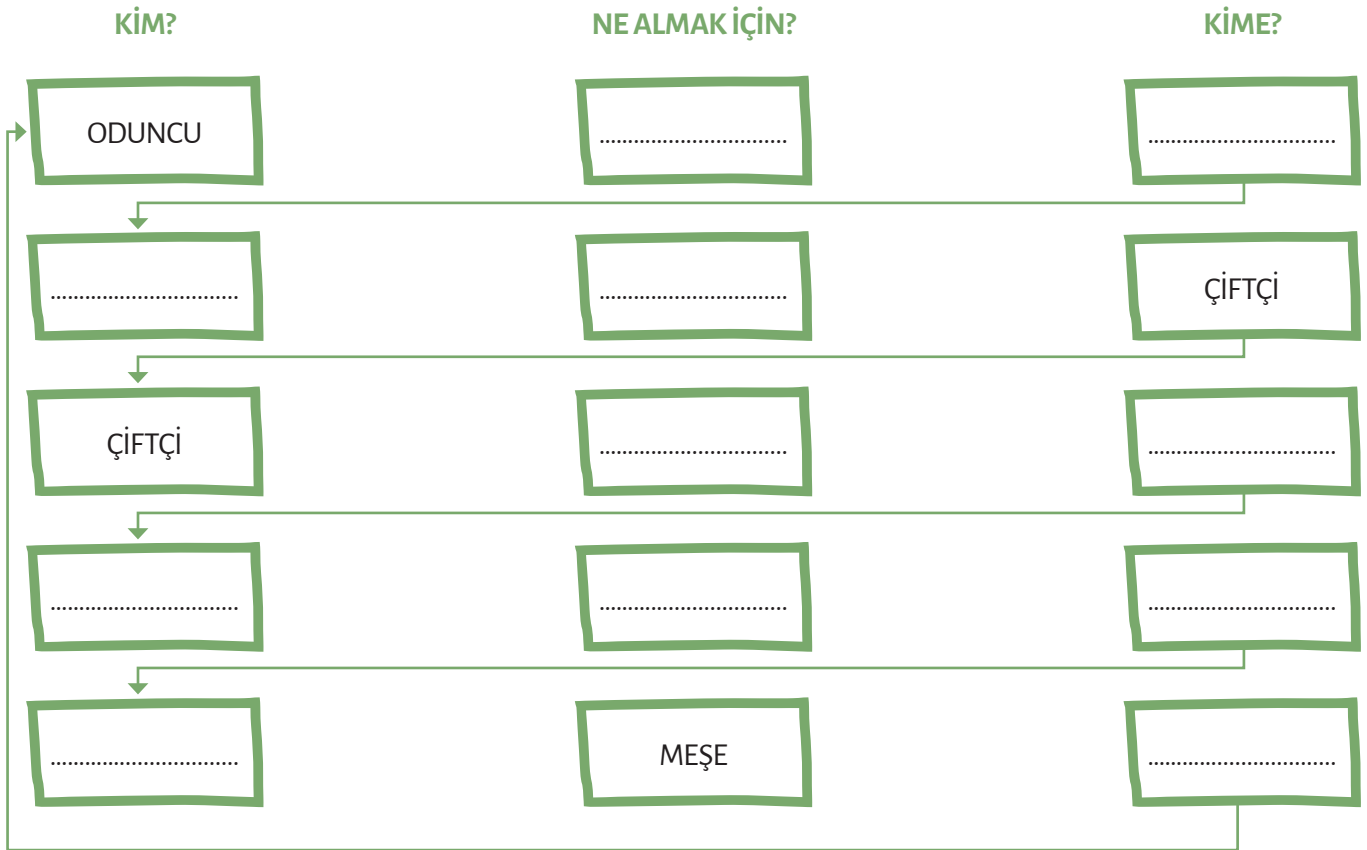 KİM? NE ALMAK İÇİN? KİME?
ODUNCU ................................. .................................
................................. ................................. ÇİFTÇİ
ÇİFTÇİ ................................. .................................
................................. ................................. .................................
................................. MEŞE .................................